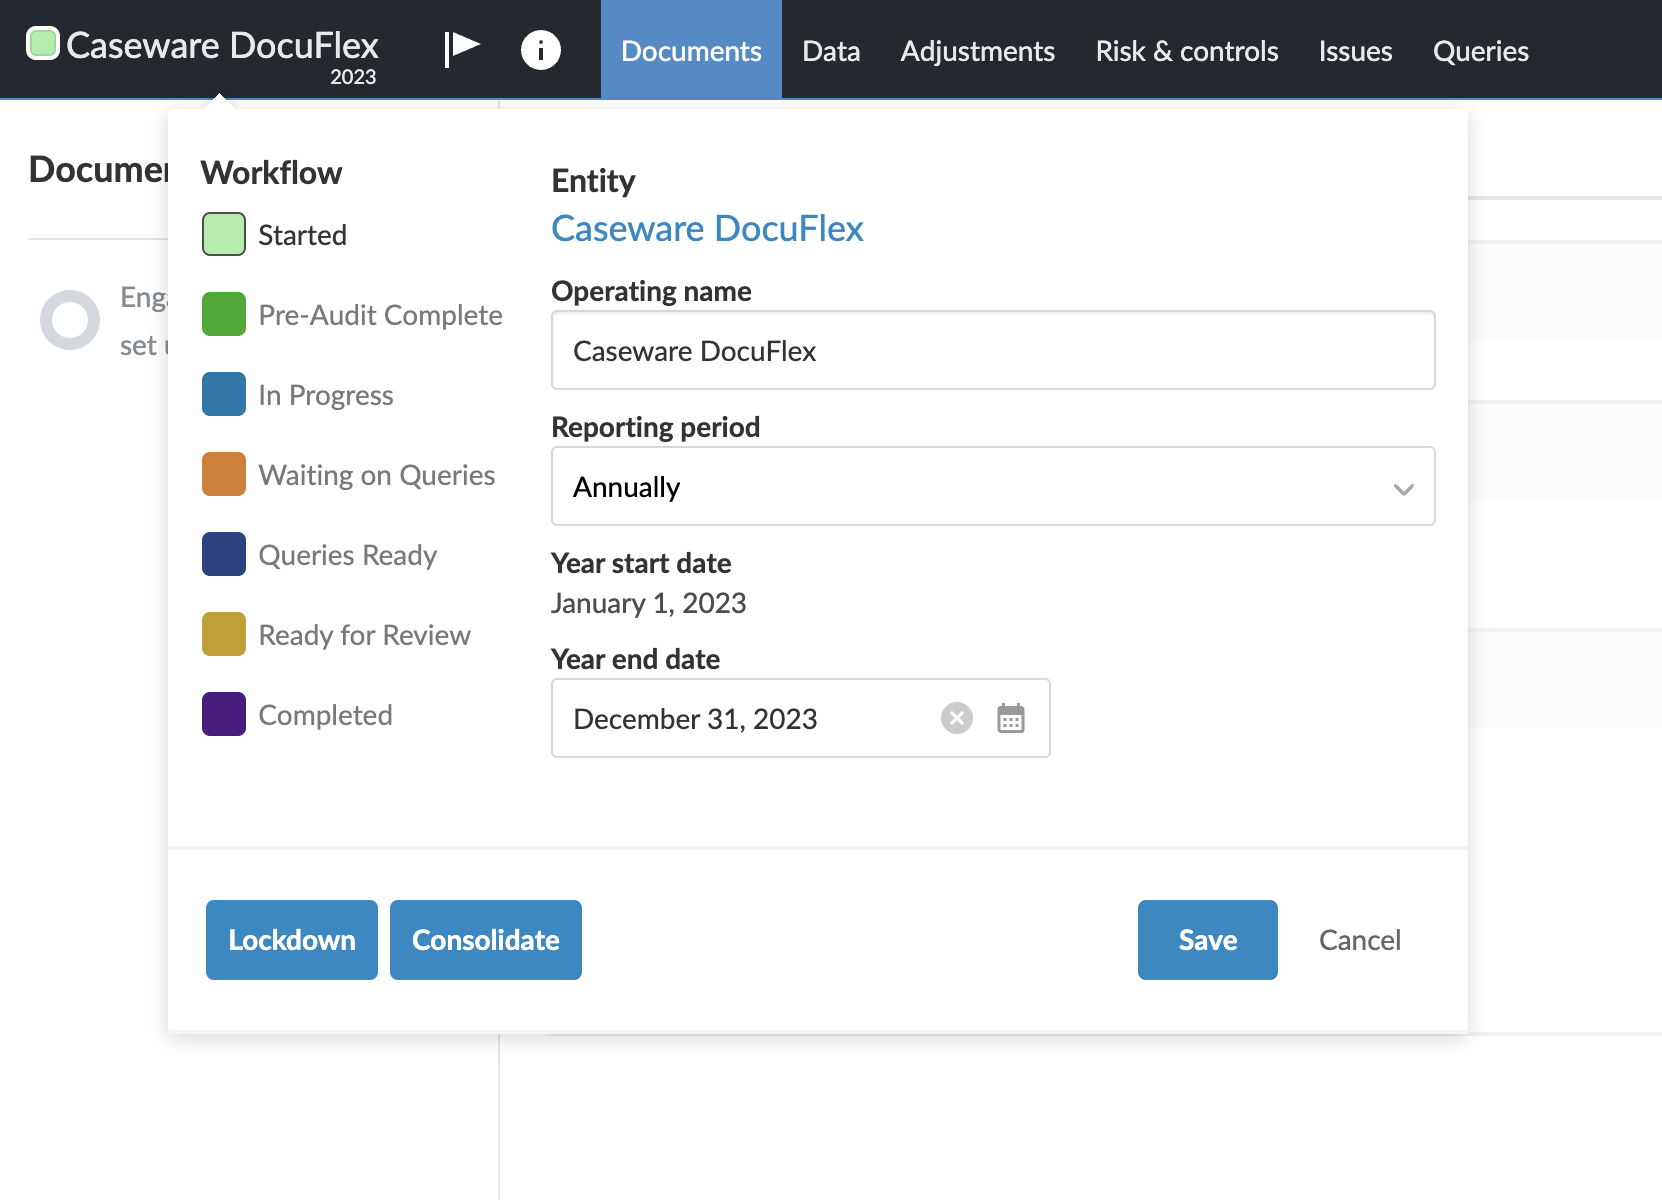 Caseware DocuFlex
2023
Documents
Data
Adjustments
Risk & controls
Issues
Queries
Workflow
Started
Pre-Audit Complete
In Progress
Waiting on Queries
Queries Ready
Ready for Review
Completed
Entity
Caseware DocuFlex
Operating name
Caseware DocuFlex
Reporting period
Annually
Year start date
January 1, 2023
Year end date
December 31, 2023
Lockdown
Consolidate
Save
Cancel
set